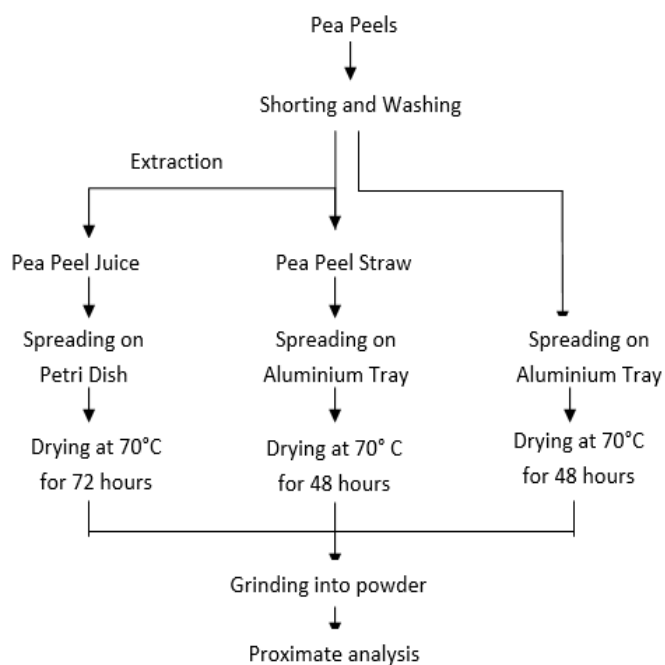 Pea Peels
Shorting and Washing
Extraction
Pea Peel Juice
Pea Peel Straw
Spreading on
Petri Dish
Spreading on
Aluminium Tray
Spreading on
Aluminium Tray
Drying at 70°C
for 72 hours
Drying at 70° C
for 48 hours
Drying at 70°C
for 48 hours
Grinding into powder
Proximate analysis